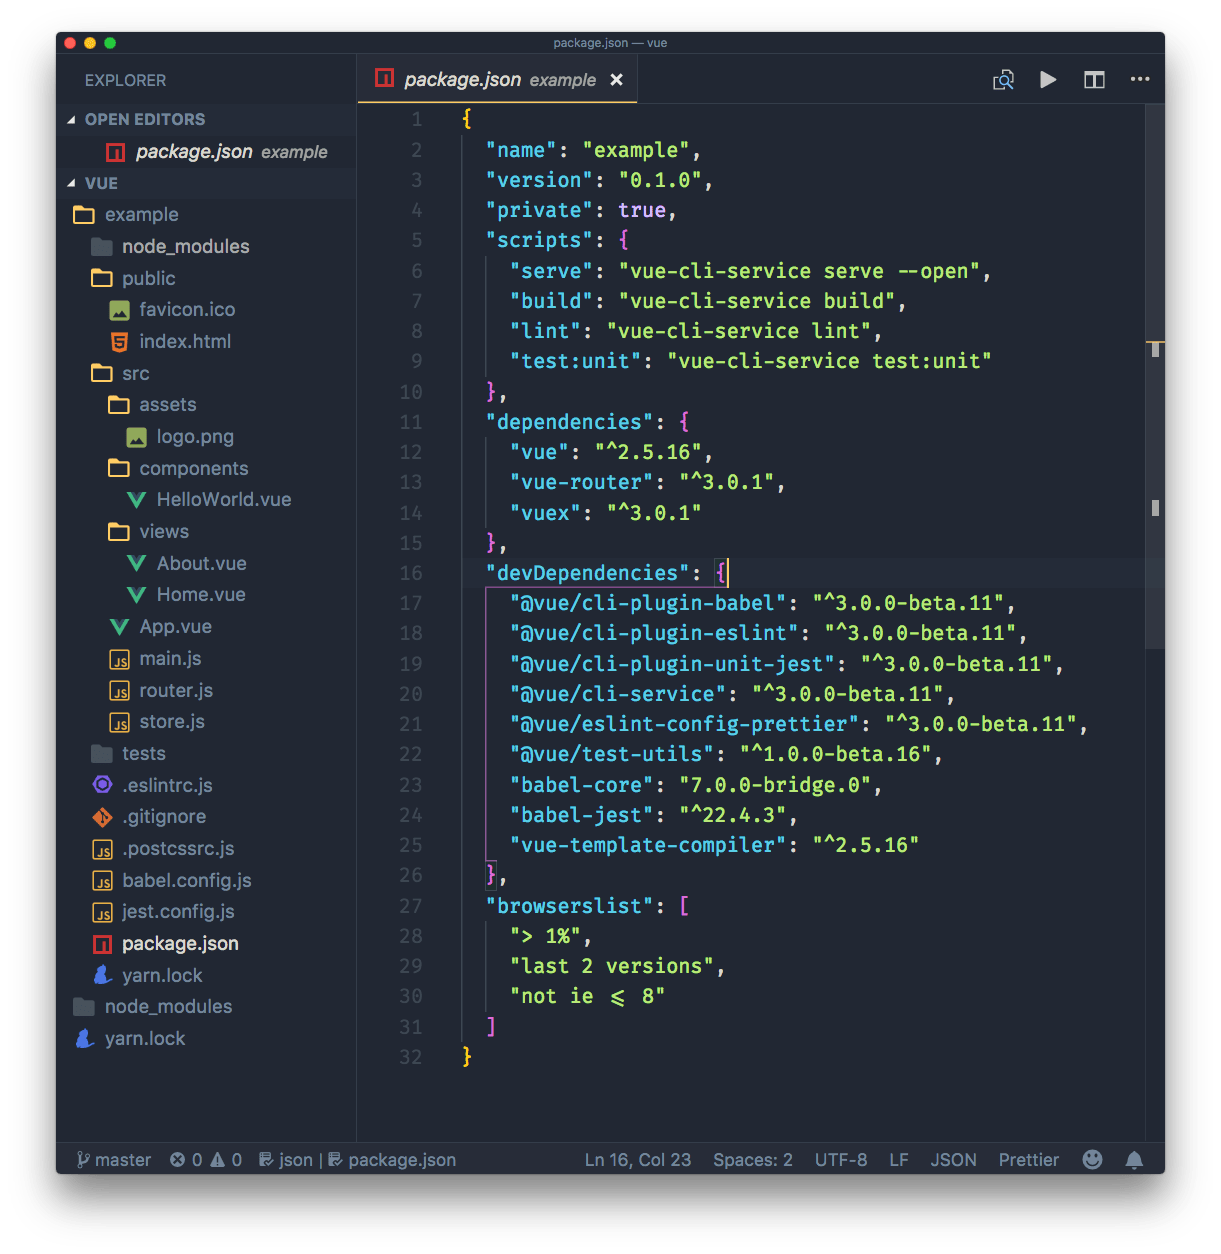 package.json — vue
EXPLORER
OPEN EDITORS
package.json example
VUE
example
node_modules
public
favicon.ico
index.html
src
assets
logo.png
components
HelloWorld.vue
views
About.vue
Home.vue
App.vue
JS main.js
JS router.js
JS store.js
tests
.eslintrc.js
.gitignore
JS .postcssrc.js
JS babel.config.js
JS jest.config.js
package.json
yarn.lock
node_modules
yarn.lock
package.json example ×
1 {
2 "name": "example",
3 "version": "0.1.0",
4 "private": true,
5 "scripts": {
6 "serve": "vue-cli-service serve --open",
7 "build": "vue-cli-service build",
8 "lint": "vue-cli-service lint",
9 "test:unit": "vue-cli-service test:unit"
10 },
11 "dependencies": {
12 "vue": "^2.5.16",
13 "vue-router": "^3.0.1",
14 "vuex": "^3.0.1"
15 },
16 "devDependencies": {
17 "@vue/cli-plugin-babel": "^3.0.0-beta.11",
18 "@vue/cli-plugin-eslint": "^3.0.0-beta.11",
19 "@vue/cli-plugin-unit-jest": "^3.0.0-beta.11",
20 "@vue/cli-service": "^3.0.0-beta.11",
21 "@vue/eslint-config-prettier": "^3.0.0-beta.11",
22 "@vue/test-utils": "^1.0.0-beta.16",
23 "babel-core": "7.0.0-bridge.0",
24 "babel-jest": "^22.4.3",
25 "vue-template-compiler": "^2.5.16"
26 },
27 "browserslist": [
28 "> 1%",
29 "last 2 versions",
30 "not ie ⩽ 8"
31 ]
32 }
master 0 0 json | package.json Ln 16, Col 23 Spaces: 2 UTF-8 LF JSON Prettier